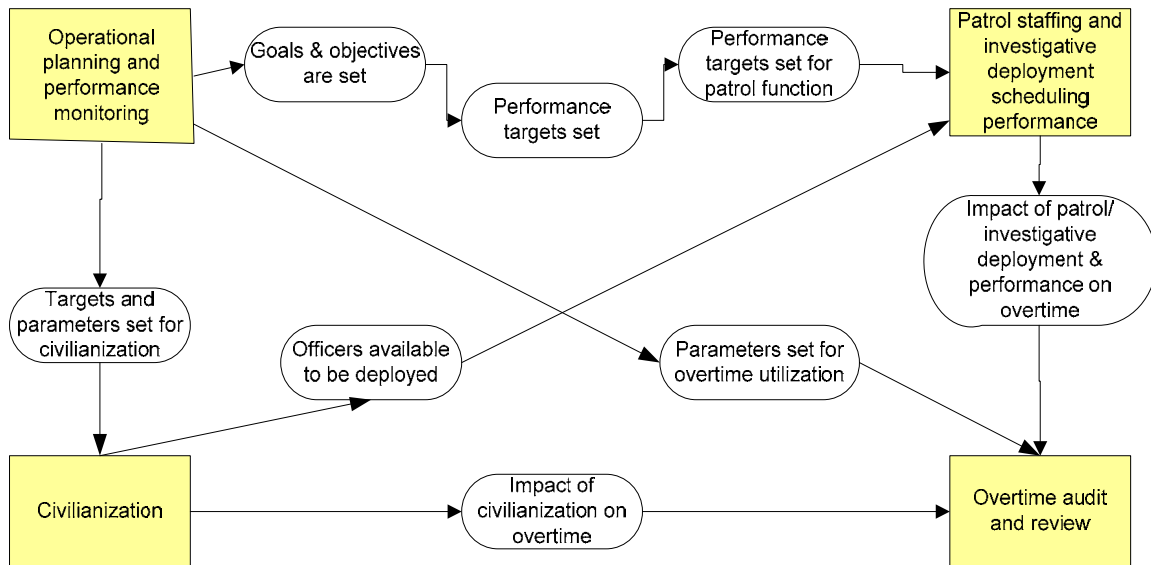 Operational
planning and
performance
monitoring
Goals & objectives
are set
Performance
targets set
Performance
targets set for
patrol function
Patrol staffing and
investigative
deployment
scheduling
performance
Impact of patrol/
investigative
deployment &
performance on
overtime
Targets and
parameters set for
civilianization
Officers available
to be deployed
Parameters set for
overtime utilization
Civilianization
Impact of
civilianization on
overtime
Overtime audit
and review